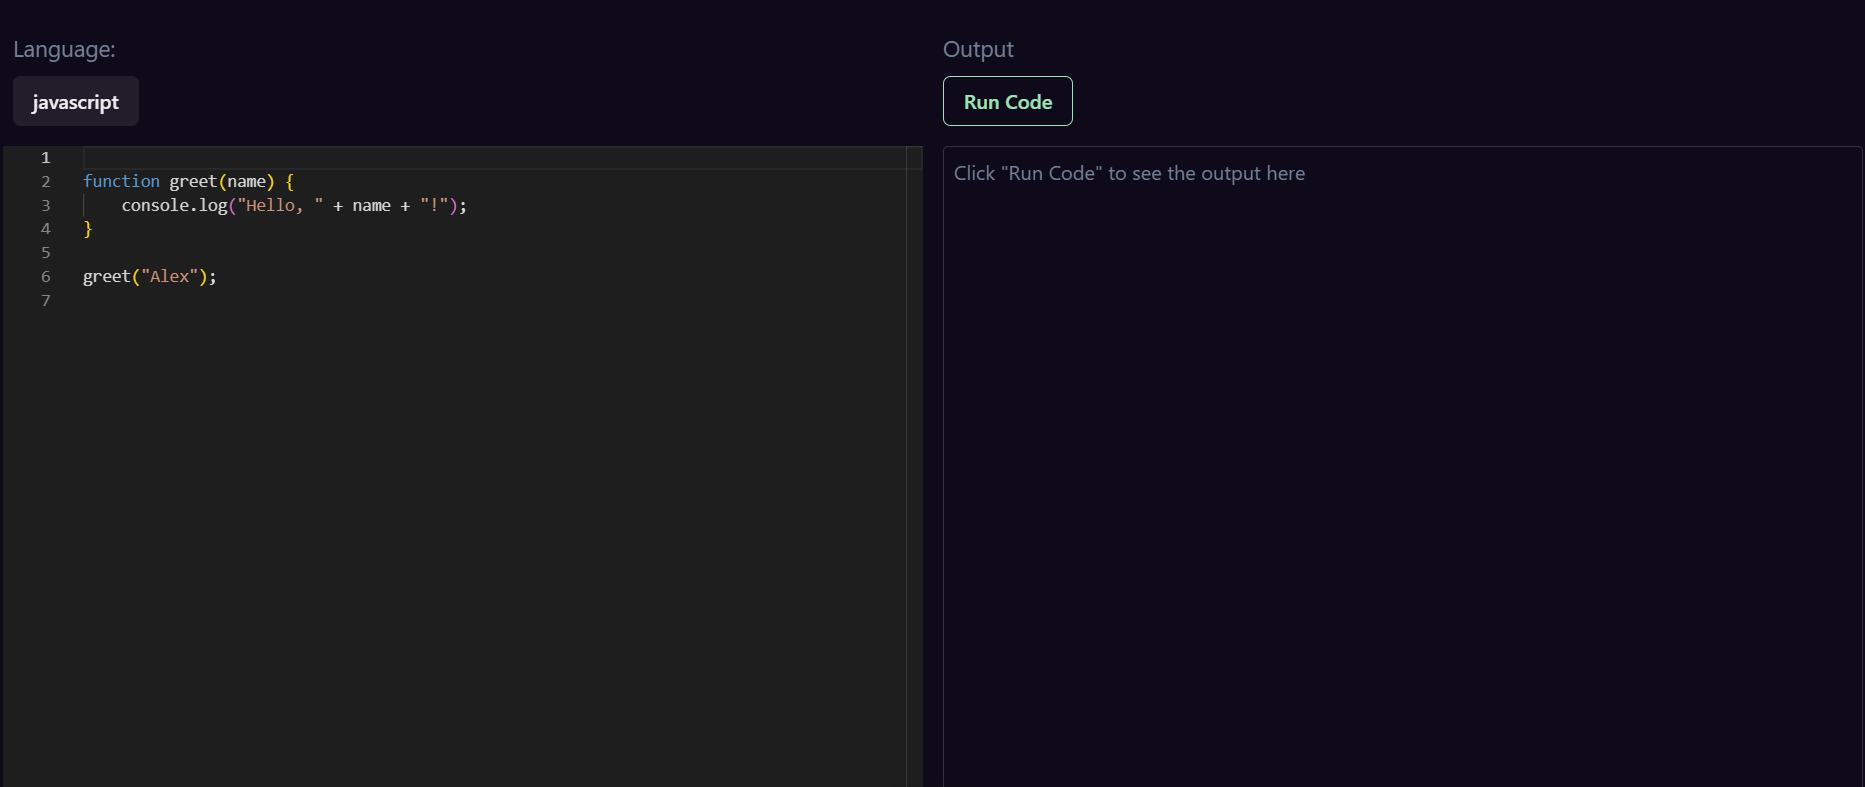 Language:
javascript
1
2 function greet(name) {
3     console.log("Hello, " + name + "!");
4 }
5
6 greet("Alex");
7
Output
Run Code
Click "Run Code" to see the output here